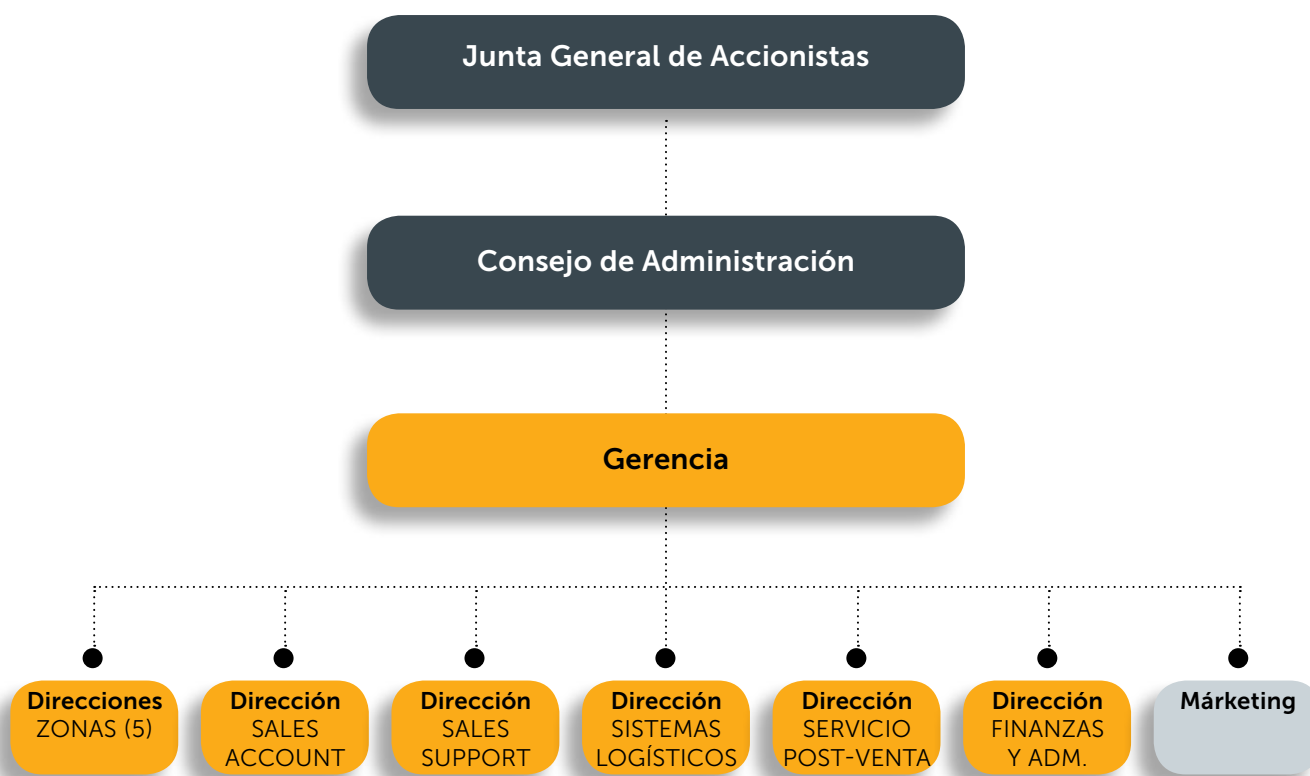 Junta General de Accionistas
Consejo de Administración
Gerencia
Direcciones
ZONAS (5)
Dirección
SALES
ACCOUNT
Dirección
SALES
SUPPORT
Dirección
SISTEMAS
LOGÍSTICOS
Dirección
SERVICIO
POST-VENTA
Dirección
FINANZAS
Y ADM.
Márketing